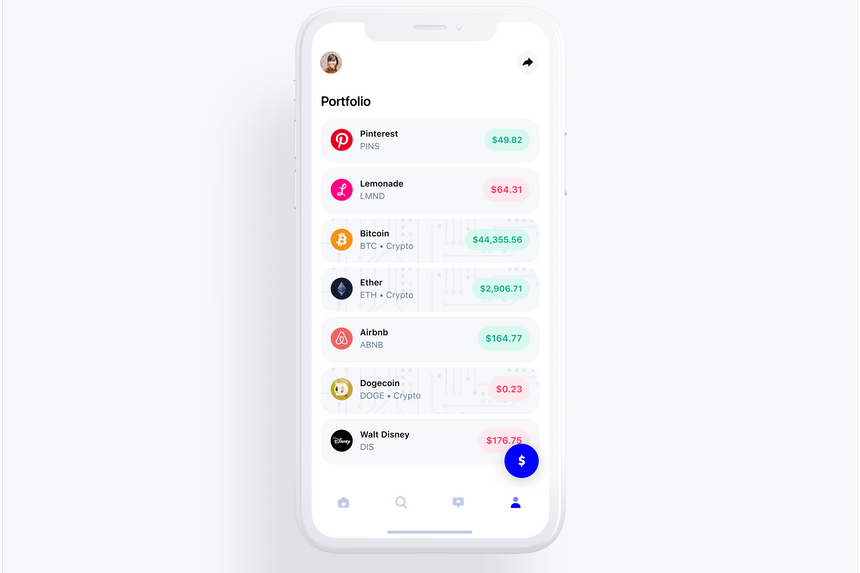 Portfolio
Pinterest
PINS
$49.82
Lemonade
LMND
$64.31
Bitcoin
BTC • Crypto
$44,355.56
Ether
ETH • Crypto
$2,906.71
Airbnb
ABNB
$164.77
Dogecoin
DOGE • Crypto
$0.23
Disney
Walt Disney
DIS
$176.75
$